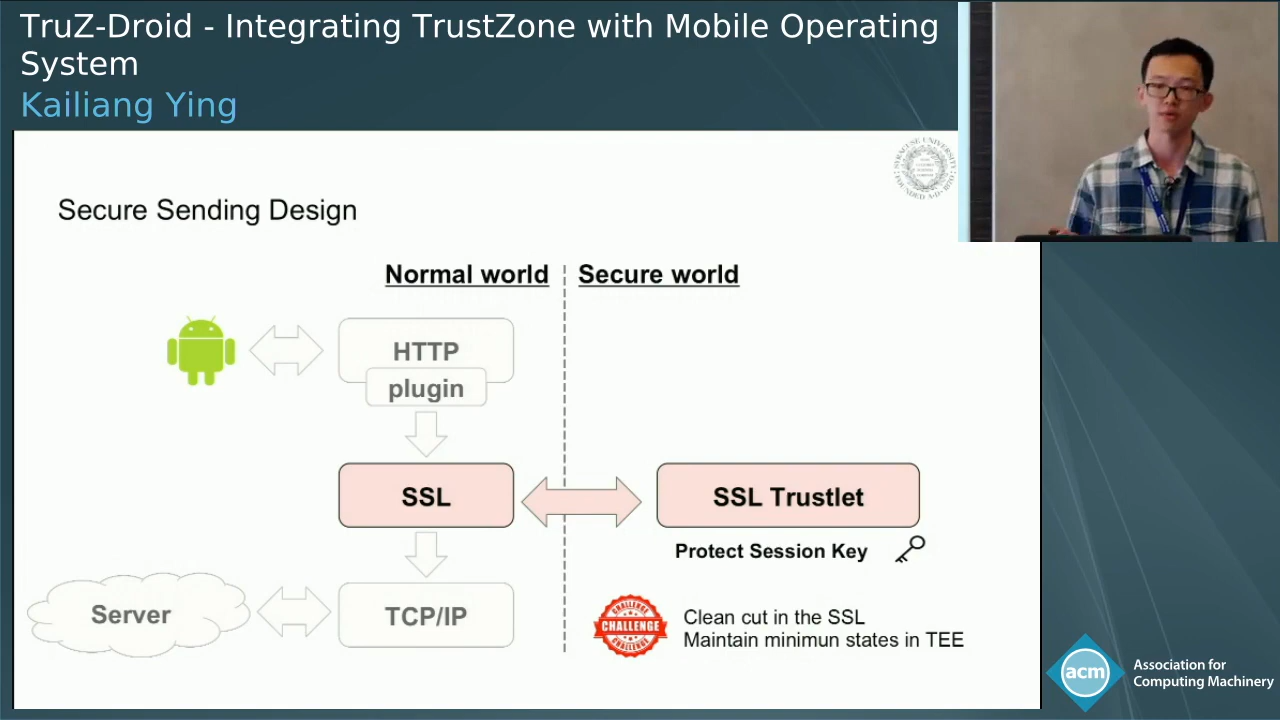 TruZ-Droid - Integrating TrustZone with Mobile Operating
System
Kailiang Ying
Secure Sending Design
Normal world
Secure world
HTTP
plugin
SSL
SSL Trustlet
Protect Session Key
Server
TCP/IP
CHALLENGE
CHALLENGE
CHALLENGE
Clean cut in the SSL
Maintain minimun states in TEE
acm
Association for
Computing Machinery